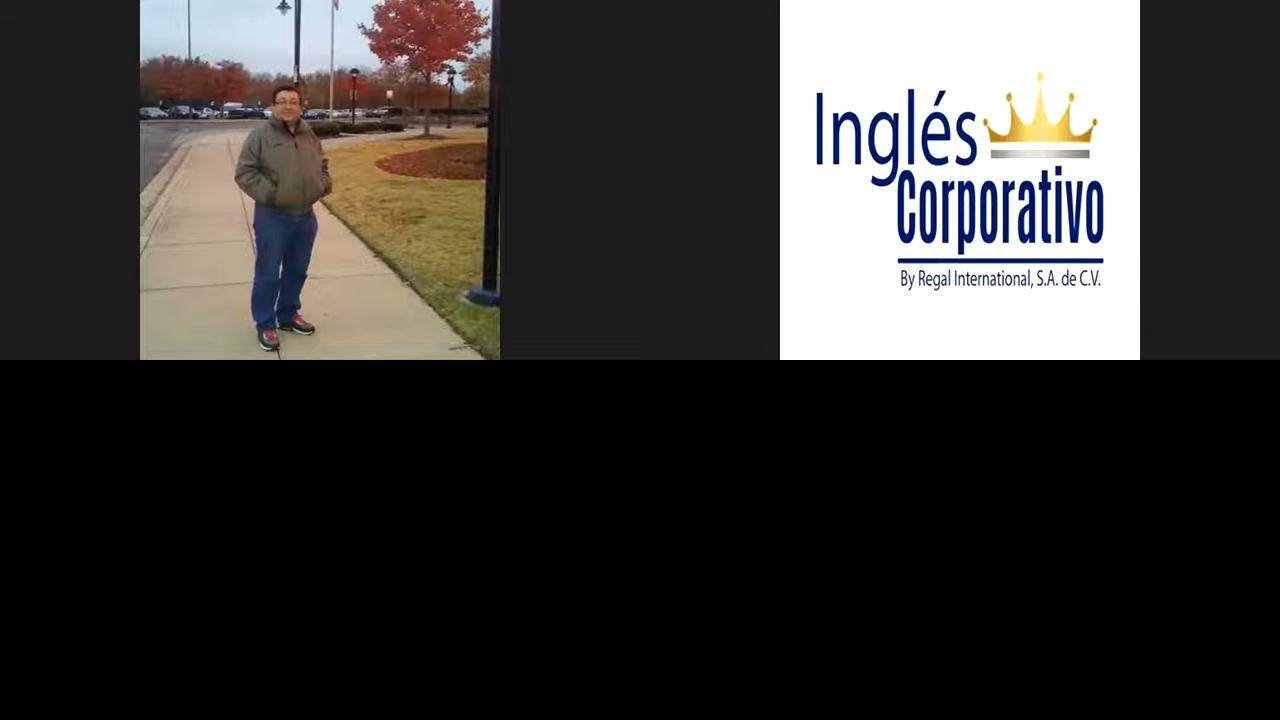 Inglés
Corporativo
By Regal International, S.A. de C.V.